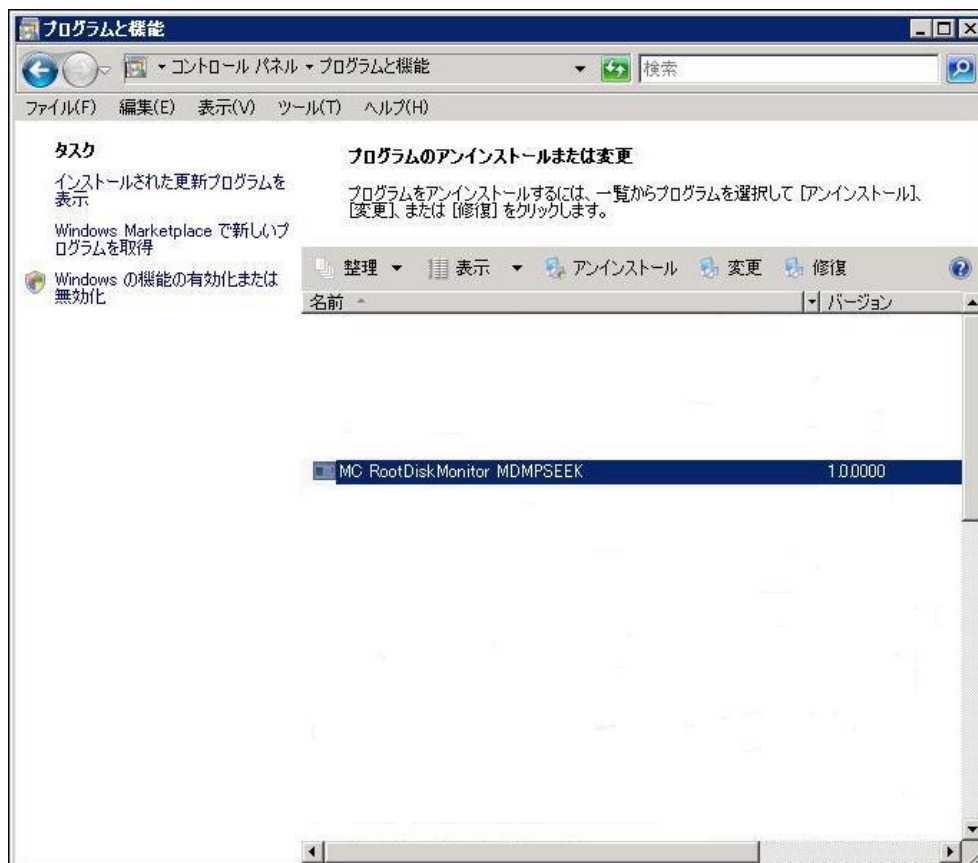 プログラムと機能
コントロール パネル プログラムと機能 検索
ファイル(F) 編集(E) 表示(V) ツール(T) ヘルプ(H)
タスク
インストールされた更新プログラムを
表示
Windows Marketplace で新しいプ
ログラムを取得
Windows の機能の有効化または
無効化
プログラムのアンインストールまたは変更
プログラムをアンインストールするには、一覧からプログラムを選択して [アンインストール]、
[変更]、または [修復] をクリックします。
整理 表示 アンインストール 変更 修復
名前 バージョン
MC RootDiskMonitor MDMPSEEK 1.0.0000